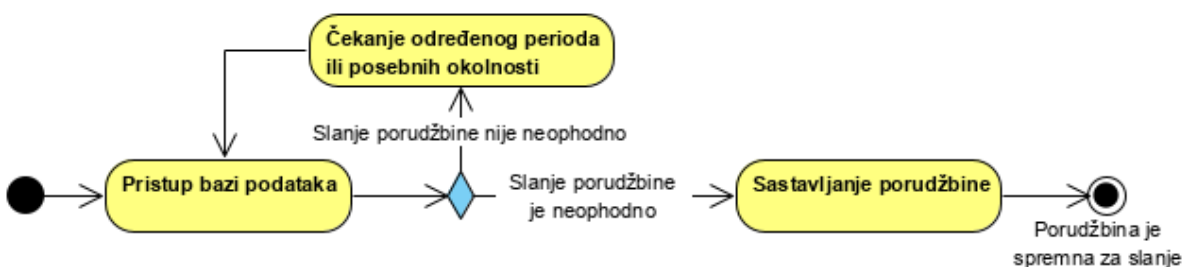 Čekanje određenog perioda
ili posebnih okolnosti
Slanje porudžbine nije neophodno
Pristup bazi podataka
Slanje porudžbine
je neophodno
Sastavljanje porudžbine
Porudžbina je
spremna za slanje